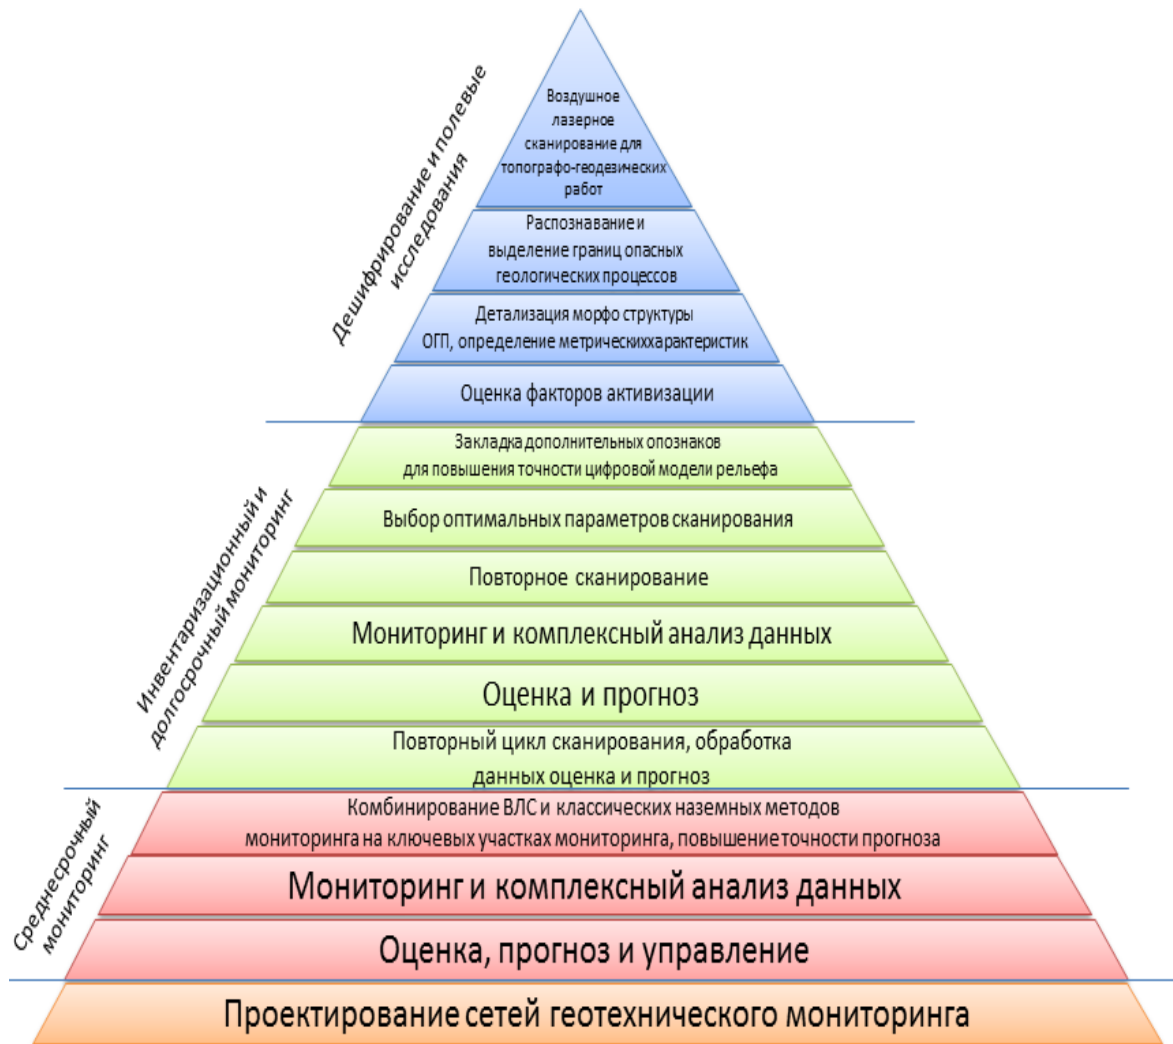 Дешифрирование и полевые
исследования
Воздушное
лазерное
сканирование для
топографо-геодезических
работ
Распознавание и
выделение границ опасных
геологических процессов
Детализация морфо структуры
ОГП, определение метрическиххарактеристик
Оценка факторов активизации
Инвентаризационный и
долгосрочный мониторинг
Закладка дополнительных опознаков
для повышения точности цифровой модели рельефа
Выбор оптимальных параметров сканирования
Повторное сканирование
Мониторинг и комплексный анализ данных
Оценка и прогноз
Повторный цикл сканирования, обработка
данных оценка и прогноз
Среднесрочный
мониторинг
Комбинирование ВЛС и классических наземных методов
мониторинга на ключевых участках мониторинга, повышение точности прогноза
Мониторинг и комплексный анализ данных
Оценка, прогноз и управление
Проектирование сетей геотехнического мониторинга